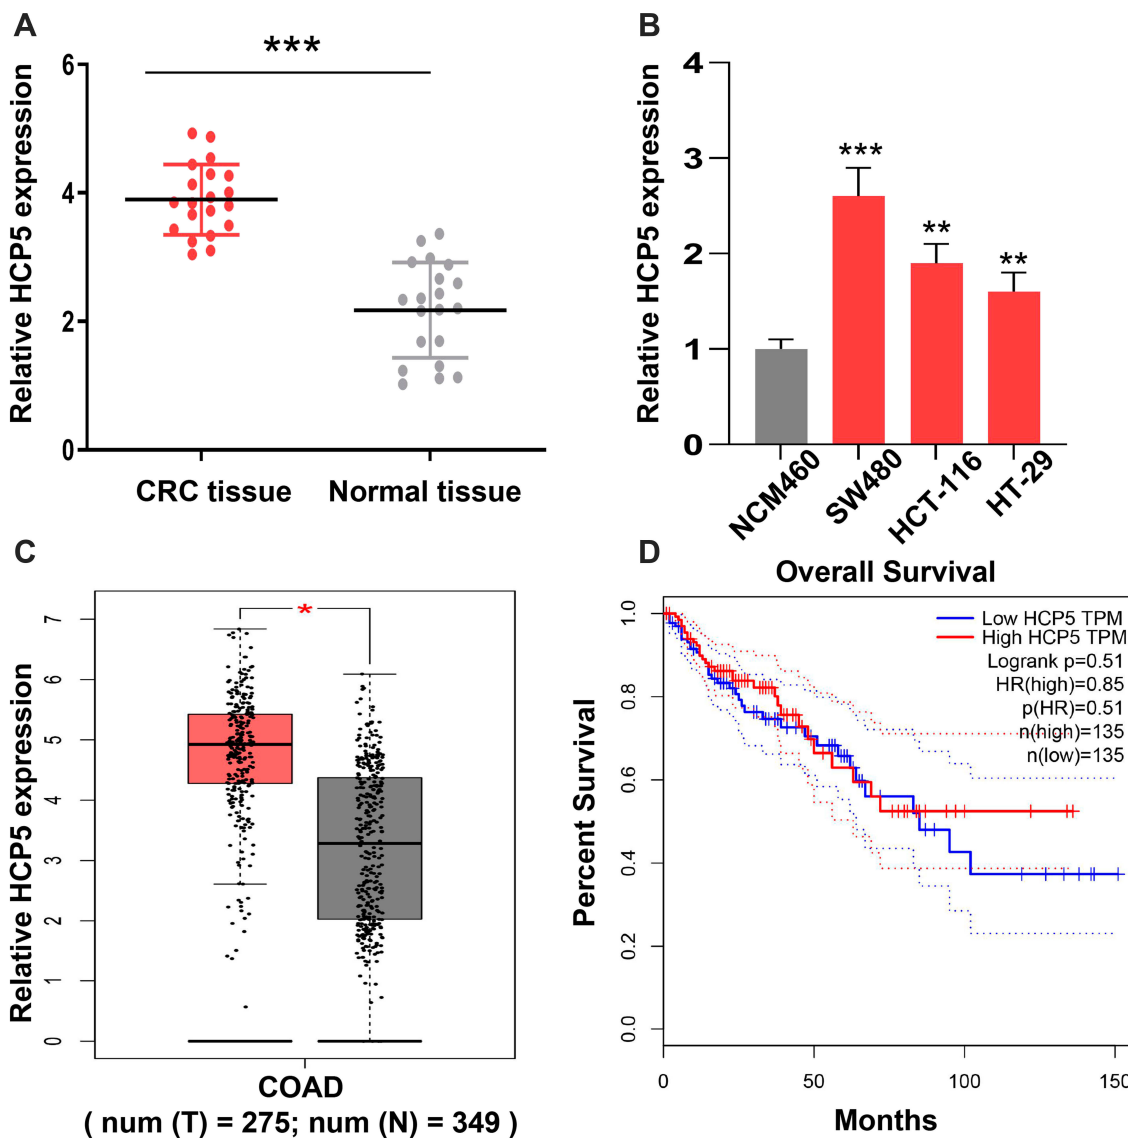 A
***
Relative HCP5 expression
6
4
2
0
CRC tissue
Normal tissue
B
Relative HCP5 expression
4
3
2
1
0
***
**
**
NCM460
SW480
HCT-116
HT-29
C
Relative HCP5 expression
7
6
5
4
3
2
1
0
*
COAD
( num (T) = 275; num (N) = 349 )
D
Overall Survival
Percent Survival
1.0
0.8
0.6
0.4
0.2
0.0
Low HCP5 TPM
High HCP5 TPM
Logrank p=0.51
HR(high)=0.85
p(HR)=0.51
n(high)=135
n(low)=135
0
50
100
150
Months